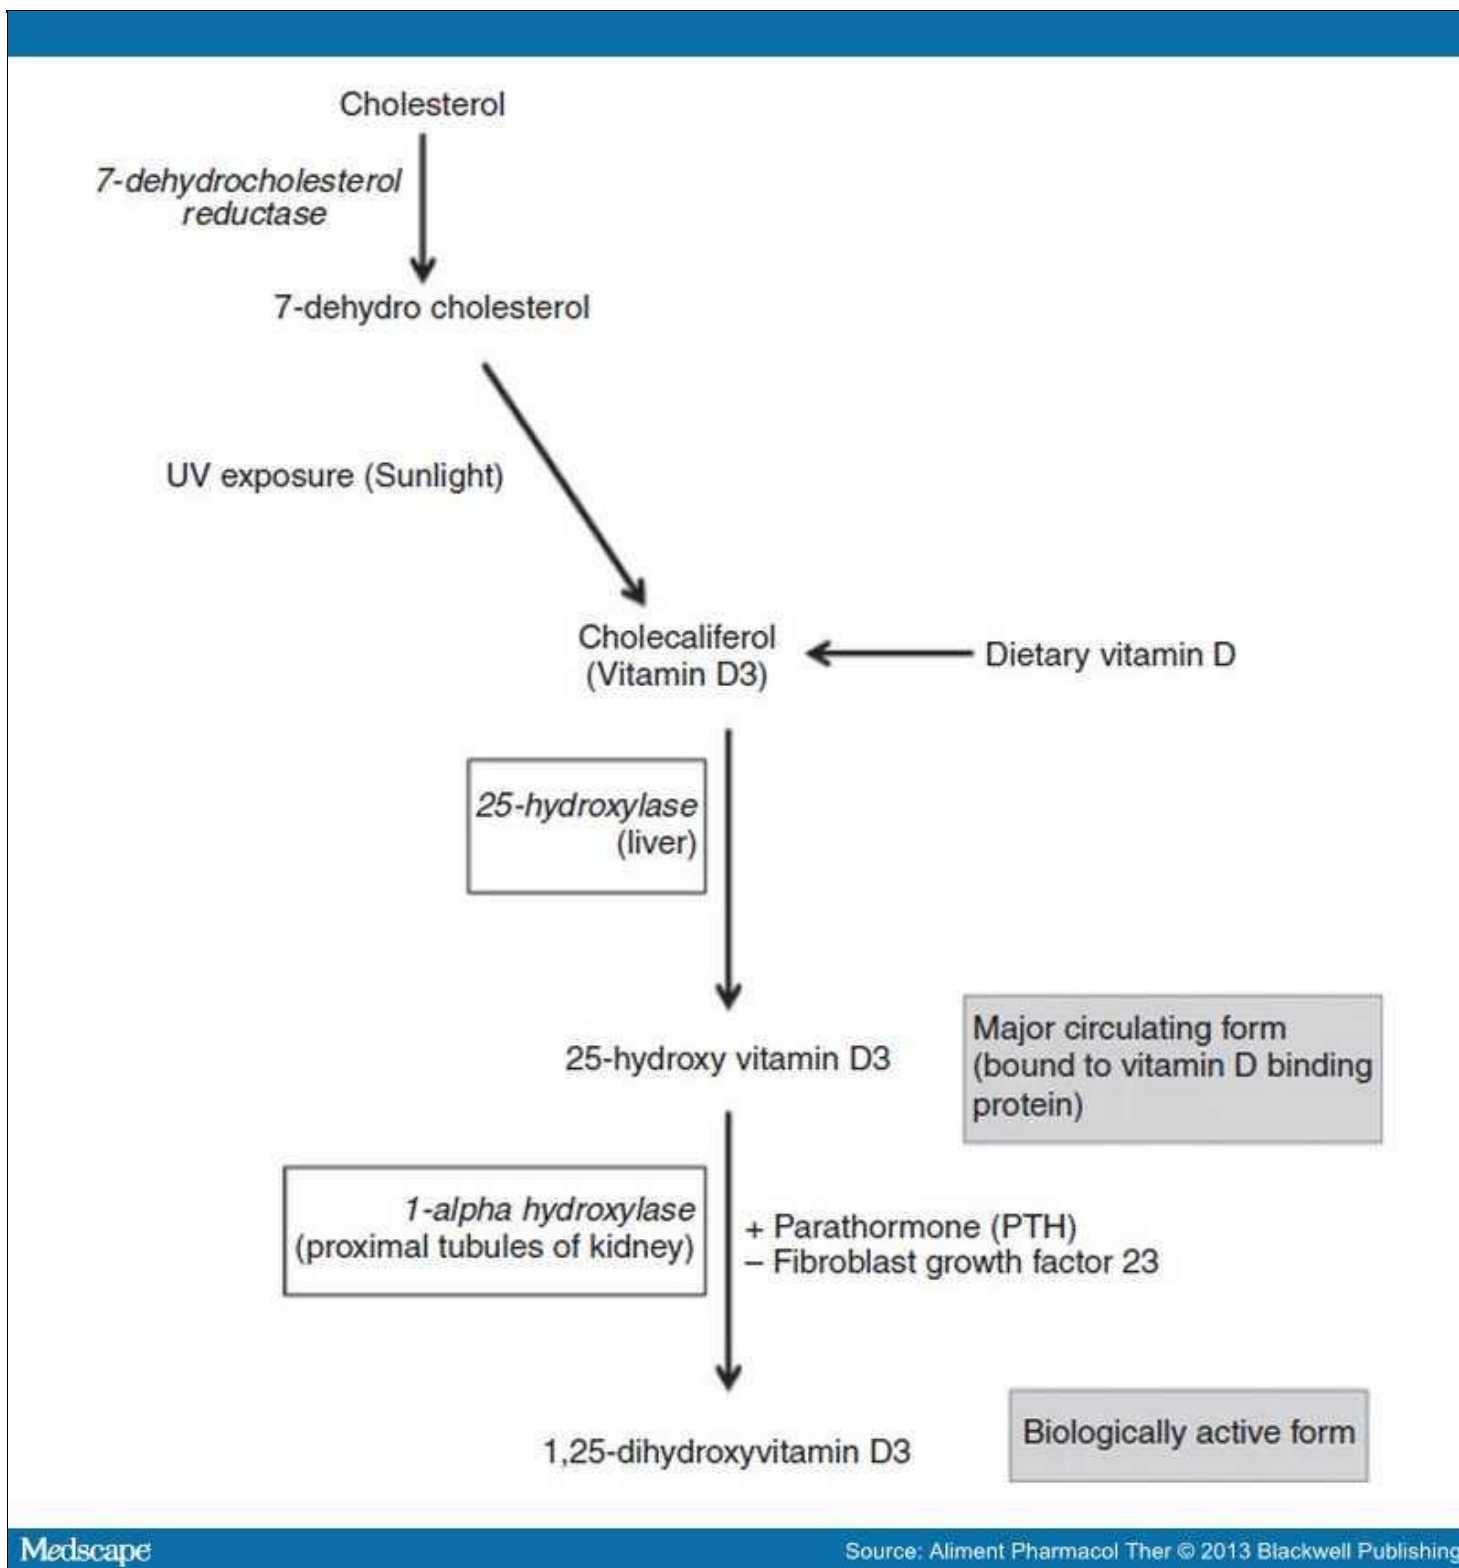 Cholesterol
7-dehydrocholesterol
reductase
7-dehydro cholesterol
UV exposure (Sunlight)
Cholecaliferol
(Vitamin D3)
Dietary vitamin D
25-hydroxylase
(liver)
25-hydroxy vitamin D3
Major circulating form
(bound to vitamin D binding
protein)
1-alpha hydroxylase
(proximal tubules of kidney)
+ Parathormone (PTH)
– Fibroblast growth factor 23
1,25-dihydroxyvitamin D3
Biologically active form
Medscape
Source: Aliment Pharmacol Ther © 2013 Blackwell Publishing